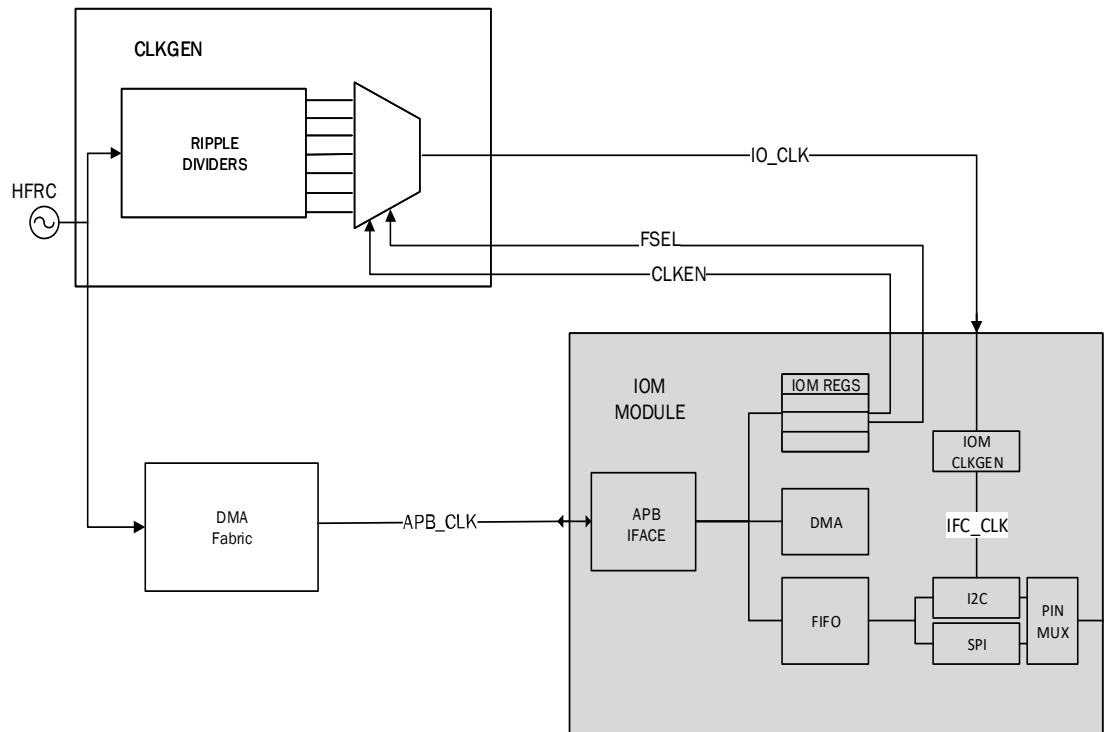 CLKGEN
RIPPLE
DIVIDERS
HFRC
IO_CLK
FSEL
CLKEN
IOM
MODULE
IOM REGS
IOM
CLKGEN
DMA
Fabric
APB_CLK
APB
IFACE
DMA
IFC_CLK
FIFO
I2C
SPI
PIN
MUX